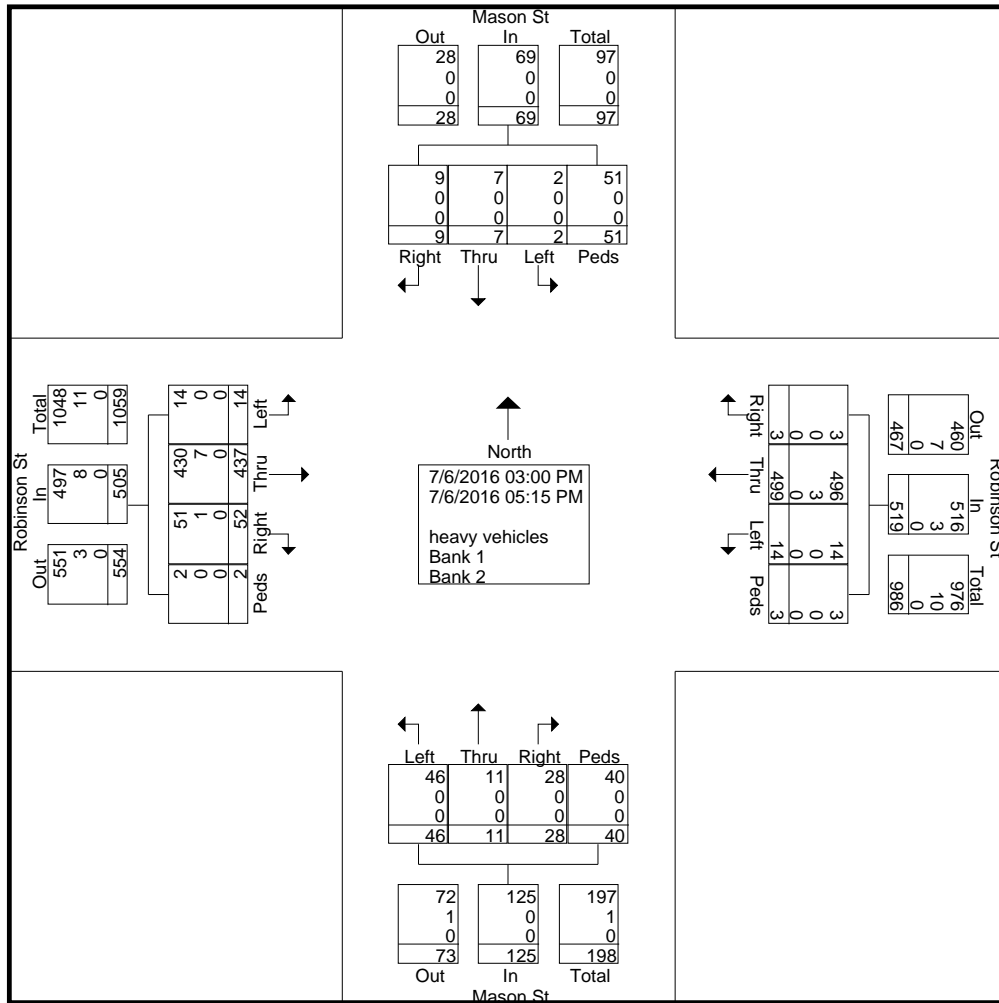 Mason St
Out In Total
28 69 97
0 0 0
0 0 0
28 69 97
9 7 2 51
0 0 0 0
0 0 0 0
9 7 2 51
Right Thru Left Peds
Robinson St
Out In Total
551 497 1048
3 8 11
0 0 0
554 505 1059
2 51 430 14
0 1 7 0
0 0 0 0
2 52 437 14
Peds Right Thru Left
North
7/6/2016 03:00 PM
7/6/2016 05:15 PM
heavy vehicles
Bank 1
Bank 2
Robinson St
Out In Total
460 516 976
7 3 10
0 0 0
467 519 986
3 496 14 3
0 3 0 0
0 0 0 0
3 499 14 3
Right Thru Left Peds
Left Thru Right Peds
46 11 28 40
0 0 0 0
0 0 0 0
46 11 28 40
72 125 197
1 0 1
0 0 0
73 125 198
Out In Total
Mason St